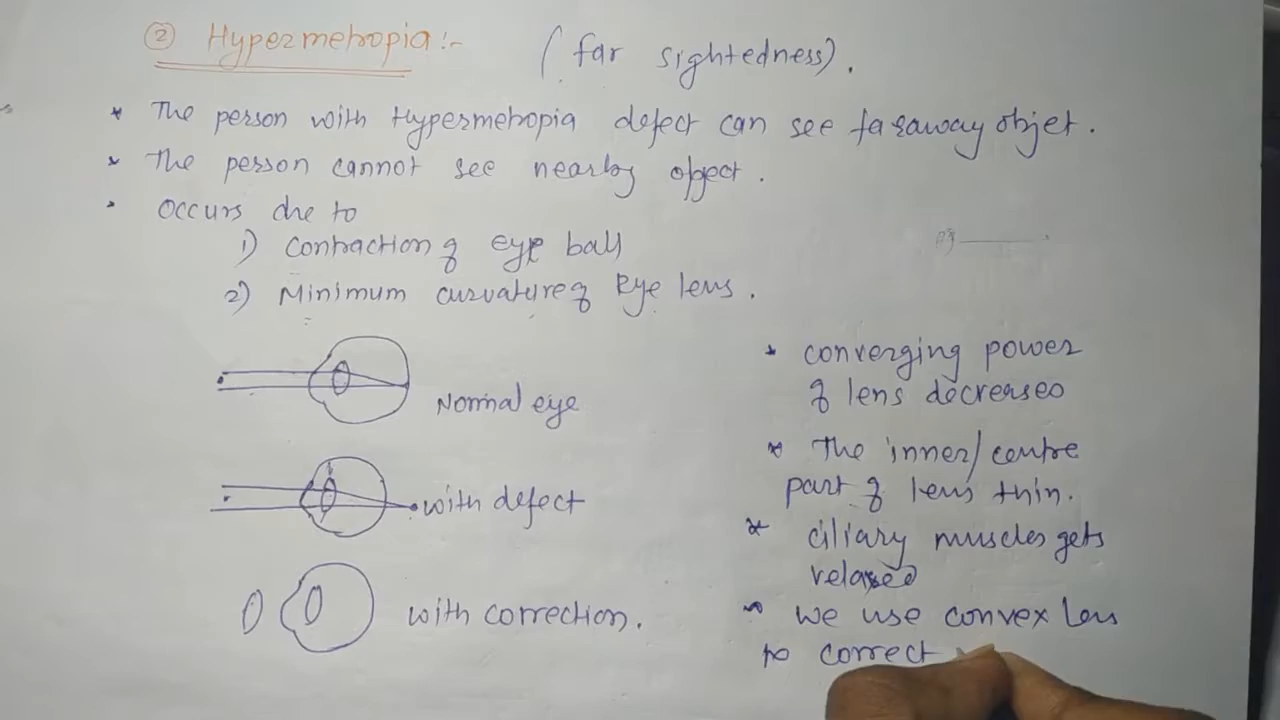 ② Hypermetropia :- (far sightedness).
* The person with Hypermetropia defect can see faraway objet.
* The person cannot see nearby object.
• Occurs due to
1) Contraction of eye ball
2) Minimum curvature of Eye lens.
Normal eye
with defect
with correction.
* converging power
of lens decreases
* The inner/centre
part of lens thin.
* ciliary muscles gets
relaxed
* We use convex lens
to correct